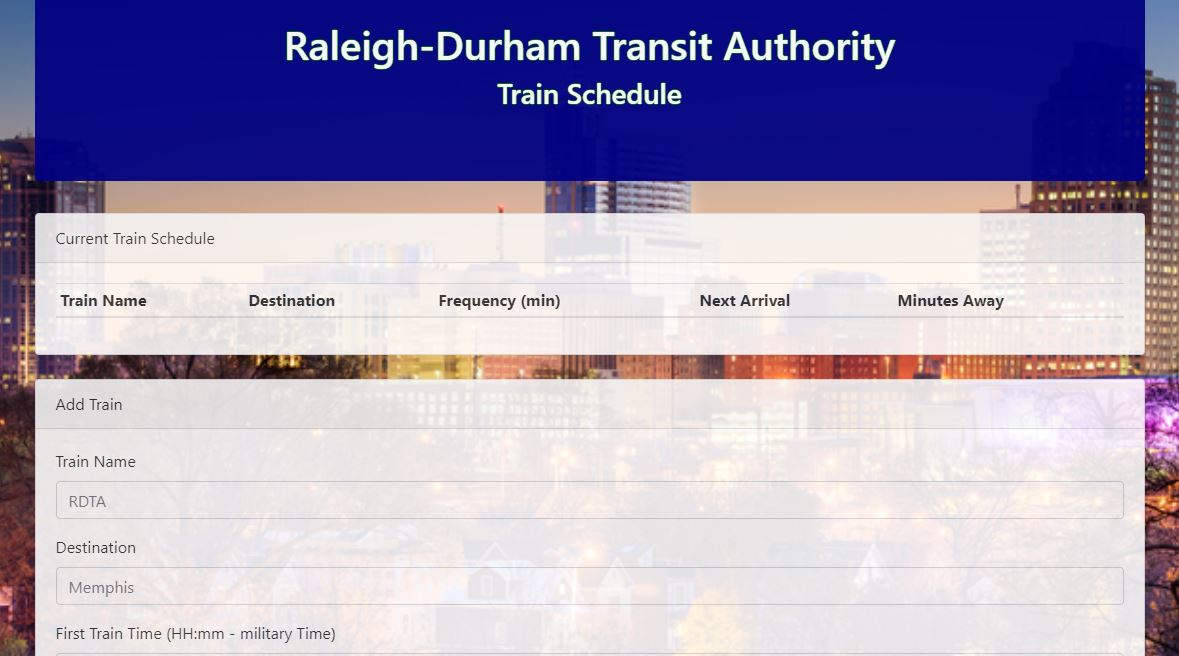 Raleigh-Durham Transit Authority
Train Schedule
Current Train Schedule
Train Name Destination Frequency (min) Next Arrival Minutes Away
Add Train
Train Name
RDTA
Destination
Memphis
First Train Time (HH:mm - military Time)